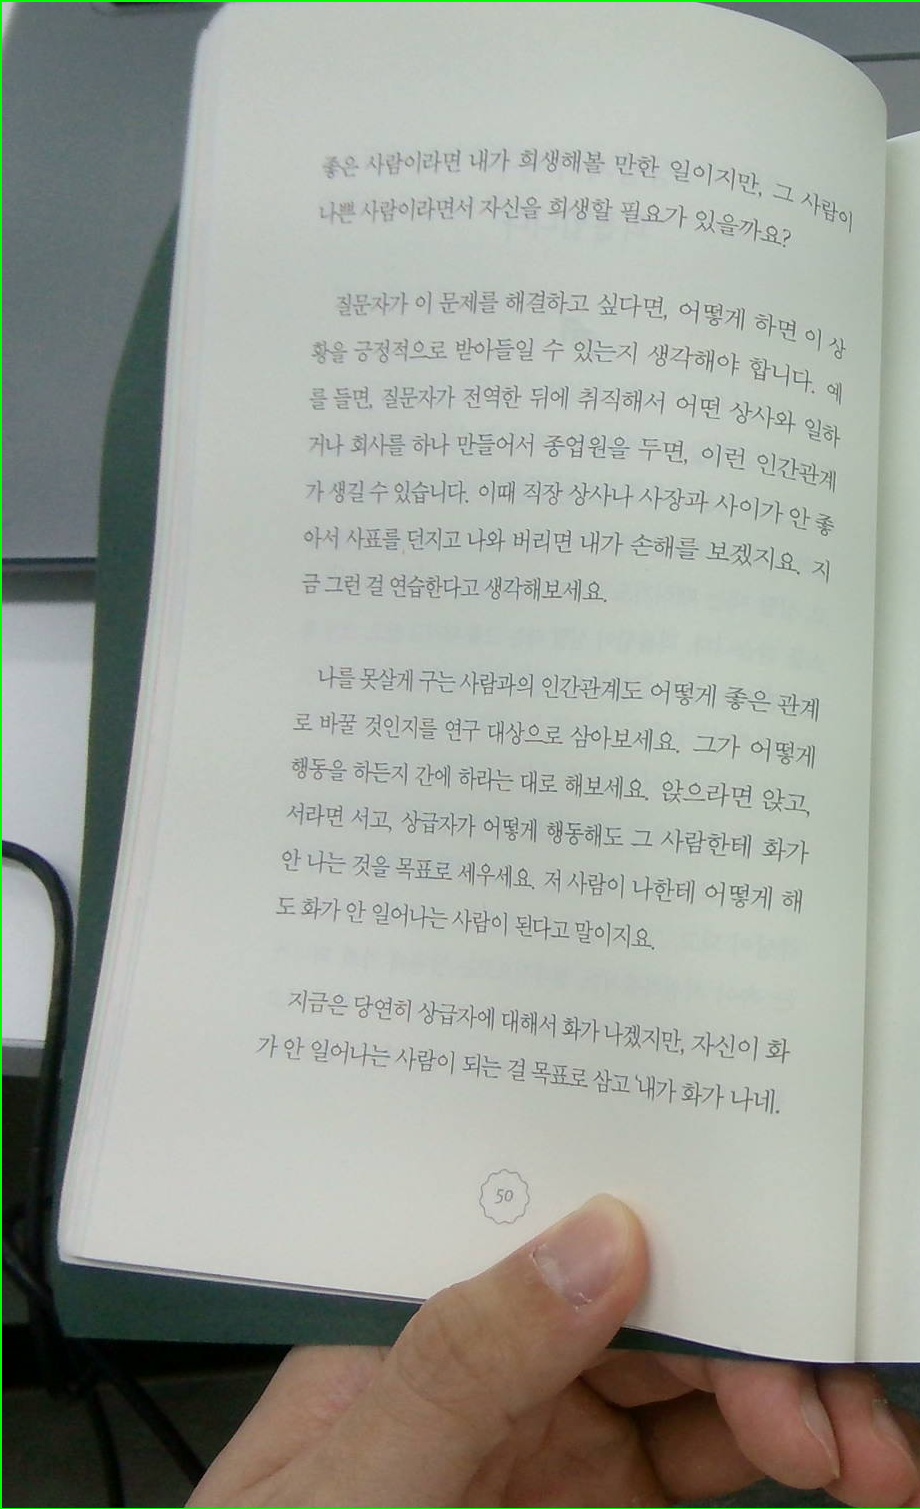 좋은 사람이라면 내가 희생해볼 만한 일이지만, 그 사람이
나쁜 사람이라면서 자신을 희생할 필요가 있을까요?
질문자가 이 문제를 해결하고 싶다면, 어떻게 하면 이 상
황을 긍정적으로 받아들일 수 있는지 생각해야 합니다. 예
를 들면, 질문자가 전역한 뒤에 취직해서 어떤 상사와 일하
거나 회사를 하나 만들어서 종업원을 두면, 이런 인간관계
가 생길 수 있습니다. 이때 직장 상사나 사장과 사이가 안 좋
아서 사표를 던지고 나와 버리면 내가 손해를 보겠지요. 지
금 그런 걸 연습한다고 생각해보세요.
나를 못살게 구는 사람과의 인간관계도 어떻게 좋은 관계
로 바꿀 것인지를 연구 대상으로 삼아보세요. 그가 어떻게
행동을 하든지 간에 하라는 대로 해보세요. 앉으라면 앉고,
서라면 서고, 상급자가 어떻게 행동해도 그 사람한테 화가
안 나는 것을 목표로 세우세요. 저 사람이 나한테 어떻게 해
도 화가 안 일어나는 사람이 된다고 말이지요.
지금은 당연히 상급자에 대해서 화가 나겠지만, 자신이 화
가 안 일어나는 사람이 되는 걸 목표로 삼고 '내가 화가 나네.
50